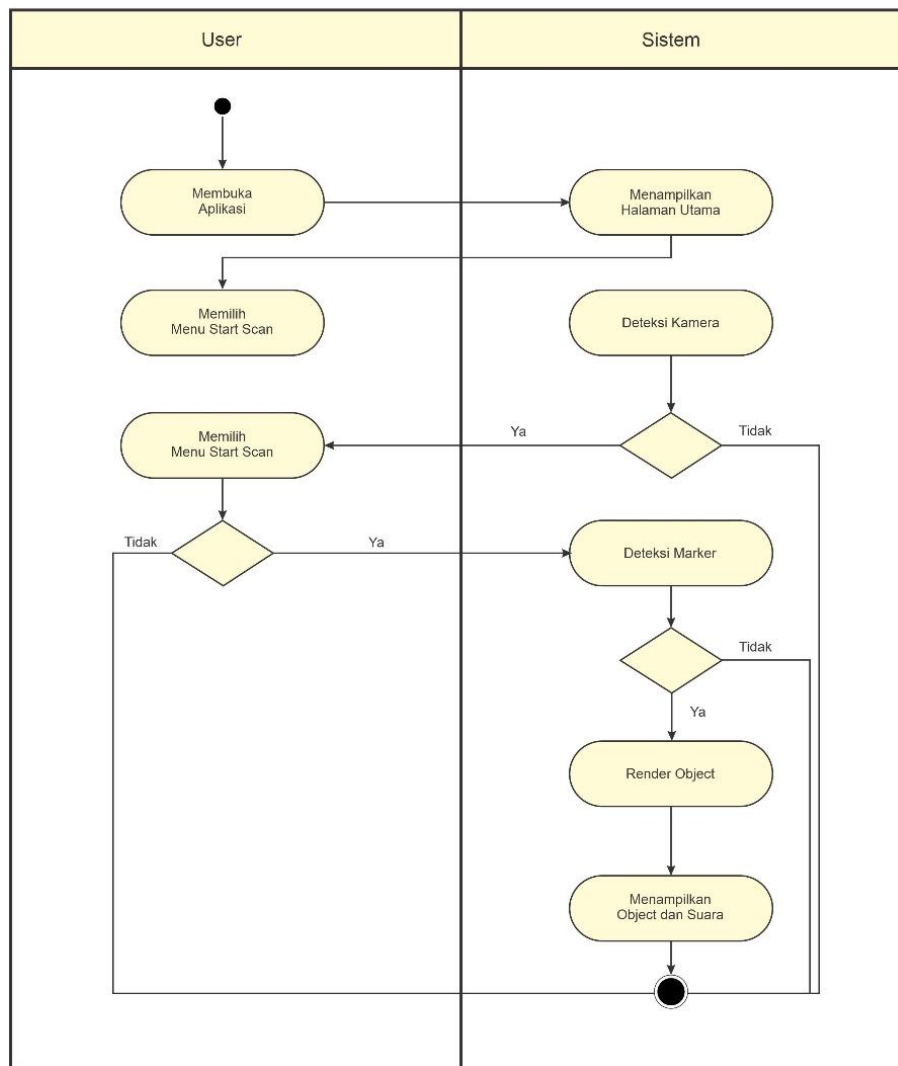 User
Sistem
Membuka
Aplikasi
Menampilkan
Halaman Utama
Memilih
Menu Start Scan
Deteksi Kamera
Memilih
Menu Start Scan
Ya
Tidak
Tidak
Ya
Deteksi Marker
Tidak
Ya
Render Object
Menampilkan
Object dan Suara